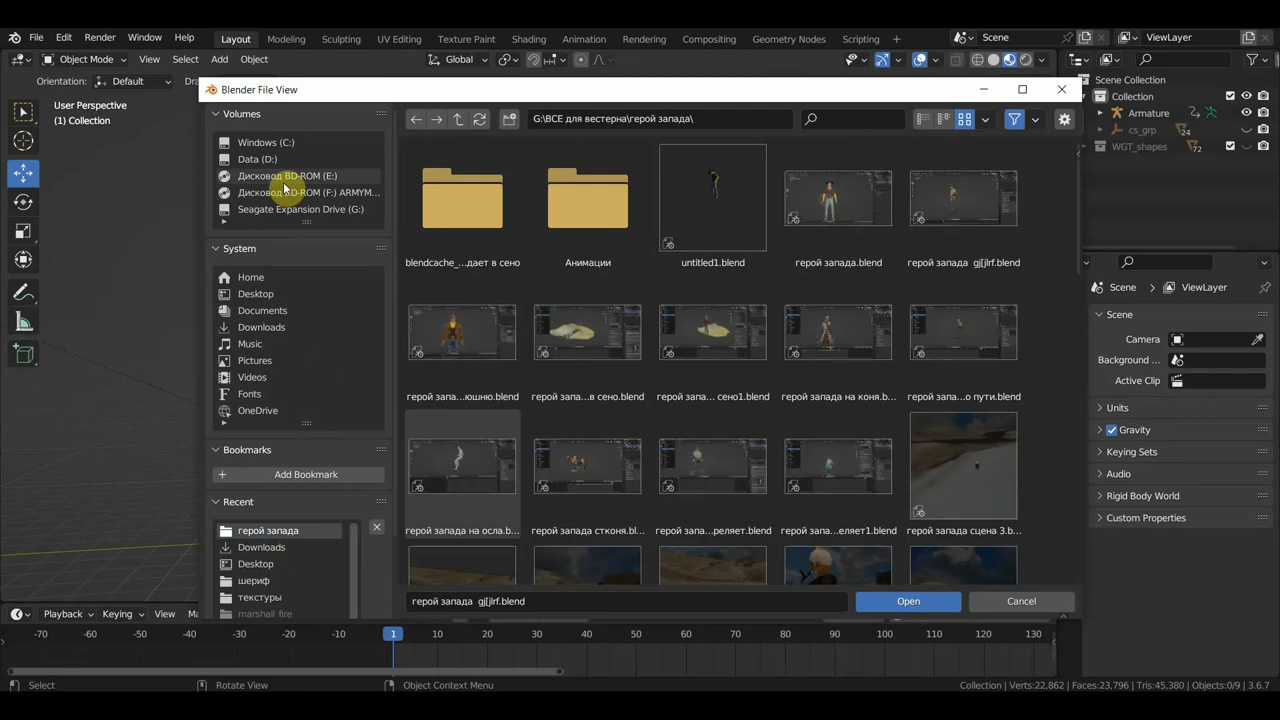 File Edit Render Window Help Layout Modeling Sculpting UV Editing Texture Paint Shading Animation Rendering Compositing Geometry Nodes Scripting + Scene ViewLayer
Object Mode View Select Add Object Global
Orientation: Default
User Perspective
(1) Collection
Blender File View
Volumes
Windows (C:)
Data (D:)
Дисковод BD-ROM (E:)
Seagate Expansion Drive (G:)
System
Home
Desktop
Documents
Downloads
Music
Pictures
Videos
Fonts
OneDrive
Bookmarks
Add Bookmark
Recent
герой запада
Downloads
Desktop
шериф
текстуры
marshall fire
G:\ВСЕ для вестерна\герой запада\
blendcache_...дает в сено Анимации untitled1.blend герой запада.blend герой запада gj[jlrf.blend
герой запа...юшню.blend герой запа...в сено.blend герой запа... сено1.blend герой запада на коня.b... герой запа...о пути.blend
герой запада на осла.b... герой запада стконя.bl... герой запа...реляет.blend герой запа...еляет1.blend герой запада сцена 3.b...
герой запада gj[jlrf.blend Open Cancel
Scene Collection
Collection
Armature
cs_grp 24
WGT_shapes 72
Scene ViewLayer
Scene
Camera
Background ...
Active Clip
Units
Gravity
Keying Sets
Audio
Rigid Body World
Custom Properties
Playback Keying View
-70 -60 -50 -40 -30 -20 -10 1 10 20 30 40 50 60 70 80 90 100 110 120 130
Select Rotate View Object Context Menu Collection | Verts:22,862 | Faces:23,796 | Tris:45,380 | Objects:0/9 | 3.6.7